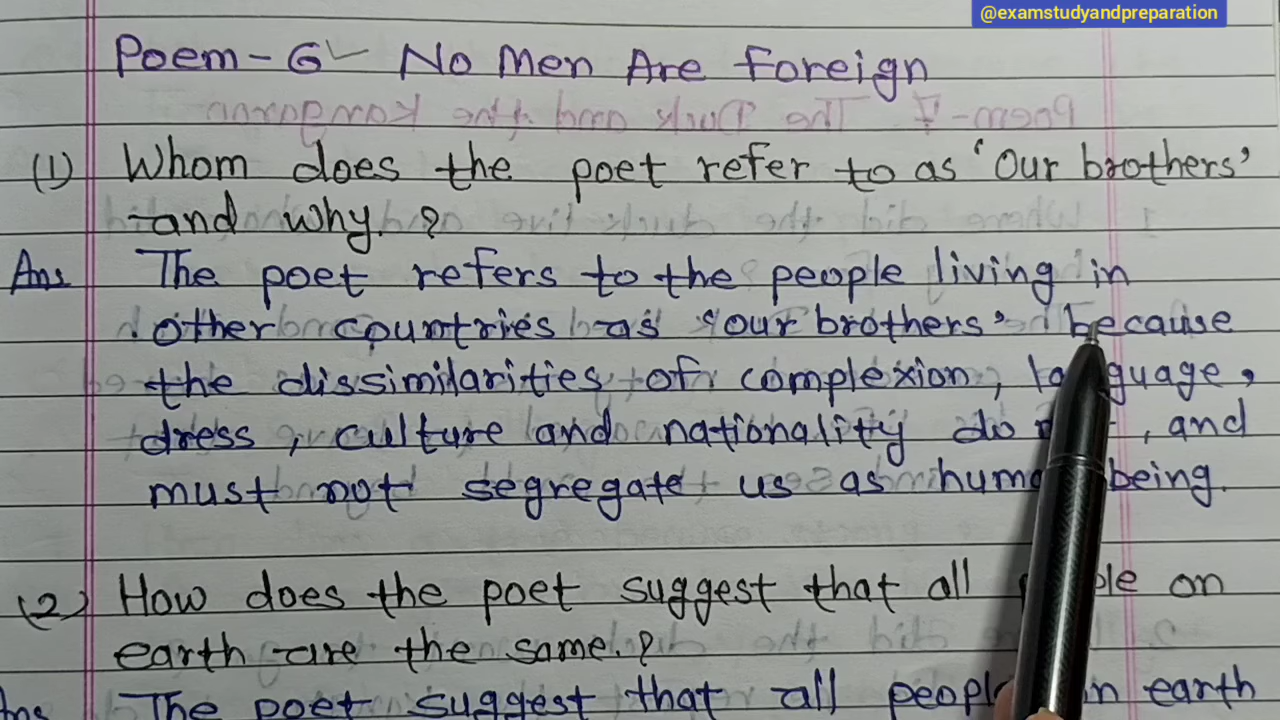 @examstudyandpreparation
Poem-6 No Men Are Foreign
(1) Whom does the poet refer to as 'Our brothers'
and why.?
Ans The poet refers to the people living in
other countries as 'our brothers' because
the dissimilarities of complexion, language,
dress, culture and nationality do, and
must not segregate us as being.
(2) How does the poet suggest that all on
earth are the same.?
Ans The poet suggest that all in earth